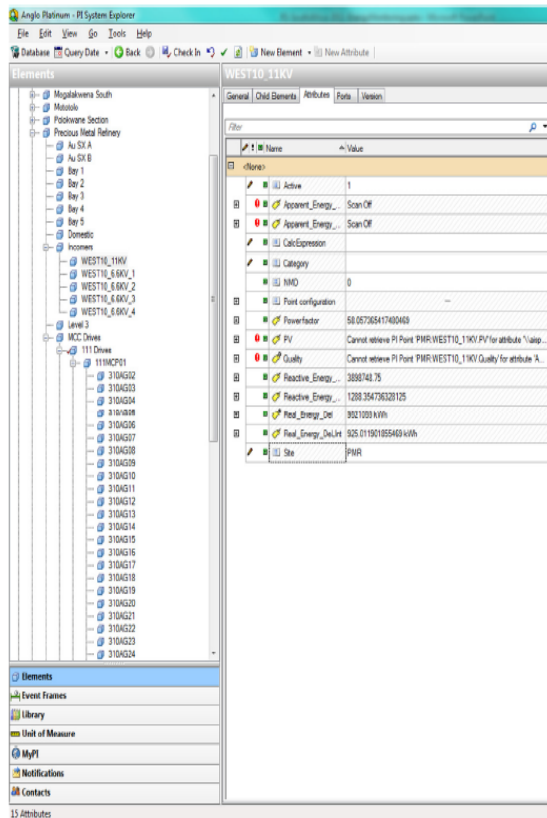 Anglo Platinum - PI System Explorer
File Edit View Go Tools Help
Database Query Date Back Check In New Element New Attribute
Elements
Mogalakwena South
Mototolo
Polokwane Section
Precious Metal Refinery
Au SX A
Au SX B
Bay 1
Bay 2
Bay 3
Bay 4
Bay 5
Domestic
Incomers
WEST10_11KV
WEST10_6.6KV_1
WEST10_6.6KV_2
WEST10_6.6KV_3
WEST10_6.6KV_4
Level 3
MCC Drives
111 Drives
111MCP01
310AG02
310AG03
310AG04
310AG05
310AG06
310AG07
310AG08
310AG09
310AG10
310AG11
310AG12
310AG13
310AG14
310AG15
310AG16
310AG17
310AG18
310AG19
310AG20
310AG21
310AG22
310AG23
310AG24
Elements
Event Frames
Library
Unit of Measure
MyPI
Notifications
Contacts
15 Attributes
WEST10_11KV
General Child Elements Attributes Ports Version
Filter
Name Value
<None>
Active 1
Apparent_Energy_... Scan Off
Apparent_Energy_... Scan Off
CalcExpression
Category
NMD 0
Point configuration
Powerfactor 58.057365417480469
PV Cannot retrieve PI Point 'PMR:WEST10_11KV.PV' for attribute
Quality Cannot retrieve PI Point 'PMR:WEST10_11KV.Quality' for attribute 'A...
Reactive_Energy_... 3898748.75
Reactive_Energy_... 1288.354736328125
Real_Energy_Del 9921093 kWh
Real_Energy_DelInt 925.011901855469 kWh
Site PMR